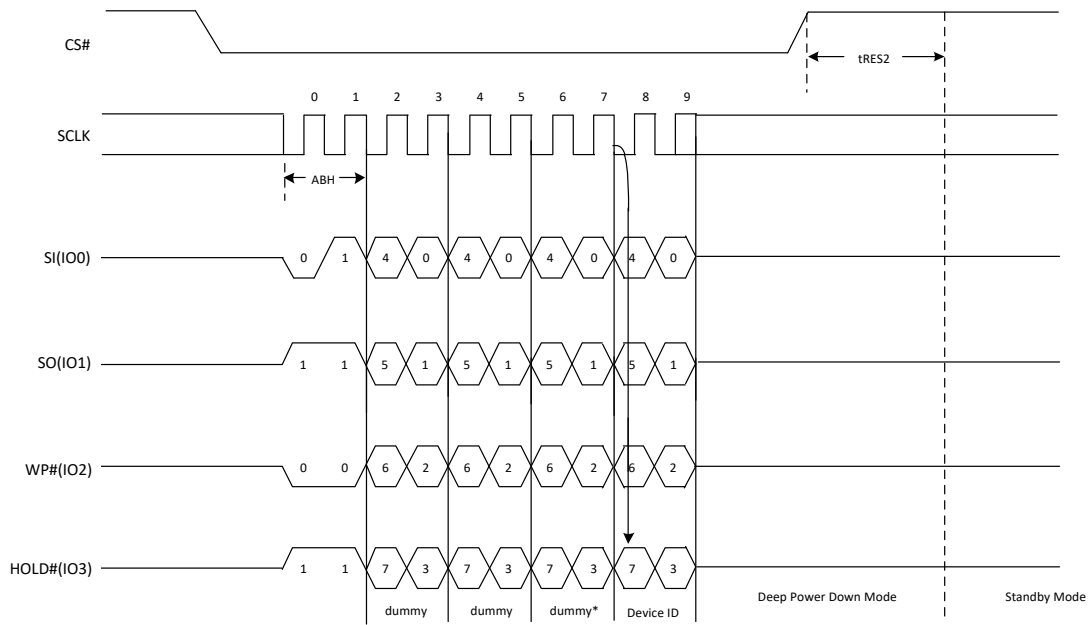 CS#
tRES2
0 1 2 3 4 5 6 7 8 9
SCLK
ABH
SI(IO0) 0 1 4 0 4 0 4 0 4 0
SO(IO1) 1 1 5 1 5 1 5 1 5 1
WP#(IO2) 0 0 6 2 6 2 6 2 6 2
HOLD#(IO3) 1 1 7 3 7 3 7 3 7 3
dummy dummy dummy* Device ID Deep Power Down Mode Standby Mode